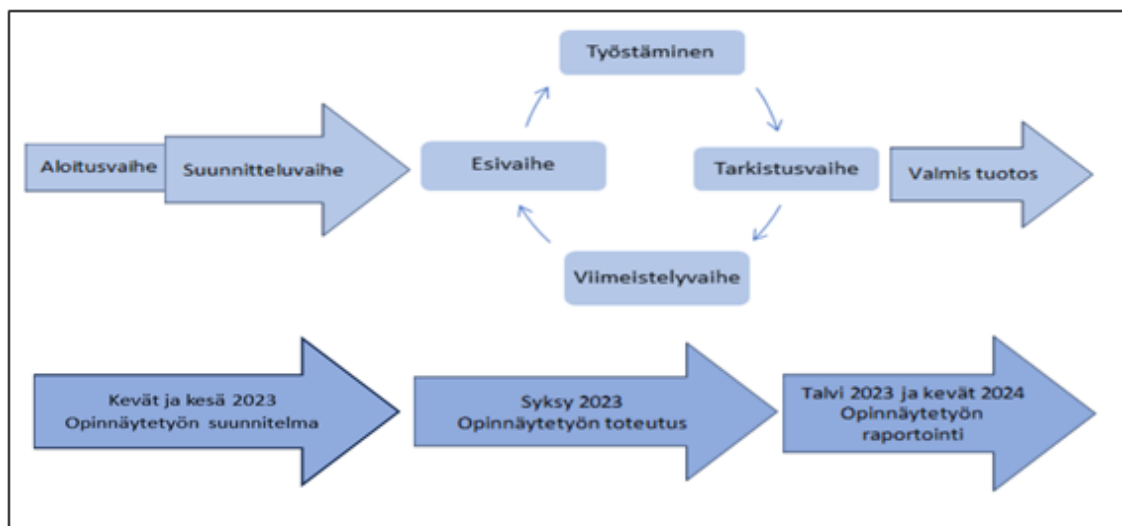 Työstäminen
Aloitusvaihe
Suunnitteluvaihe
Esivaihe
Tarkistusvaihe
Valmis tuotos
Viimeistelyvaihe
Kevät ja kesä 2023
Opinnäytetyön suunnitelma
Syksy 2023
Opinnäytetyön toteutus
Talvi 2023 ja kevät 2024
Opinnäytetyön
raportointi